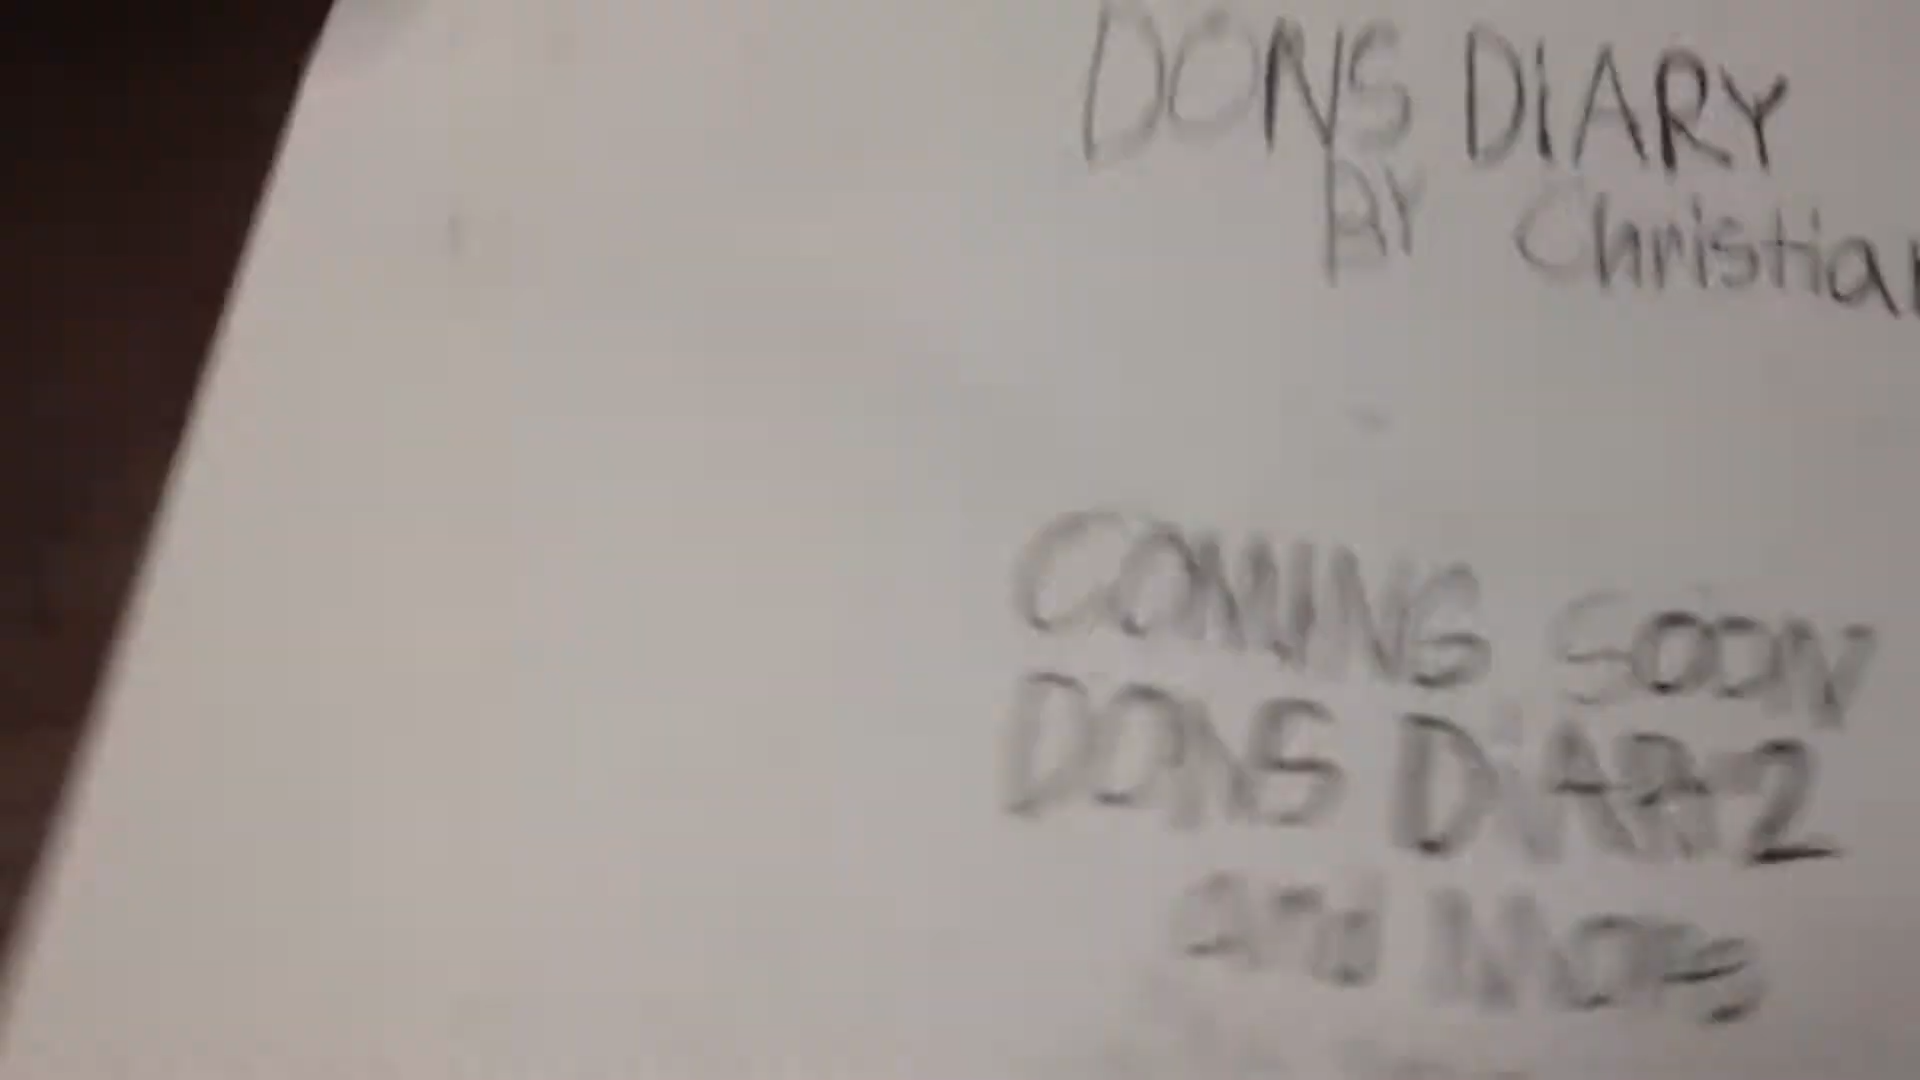 DONS DIARY
BY Christian
COMING SOON
DONS DIARY 2
and More